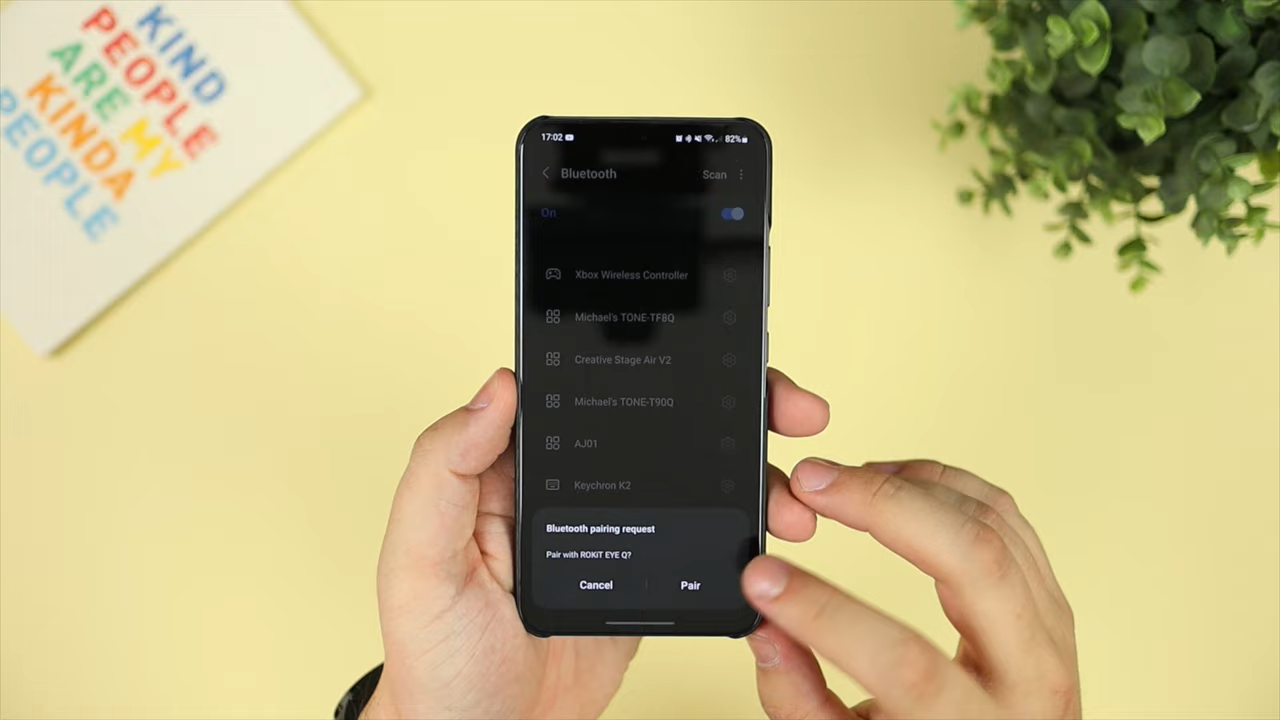 KIND
PEOPLE
ARE MY
KINDA
PEOPLE
17:02
82%
Bluetooth
Scan
On
Xbox Wireless Controller
Michael's TONE-TF8Q
Creative Stage Air V2
Michael's TONE-T90Q
AJ01
Keychron K2
Bluetooth pairing request
Pair with ROKiT EYE Q?
Cancel
Pair